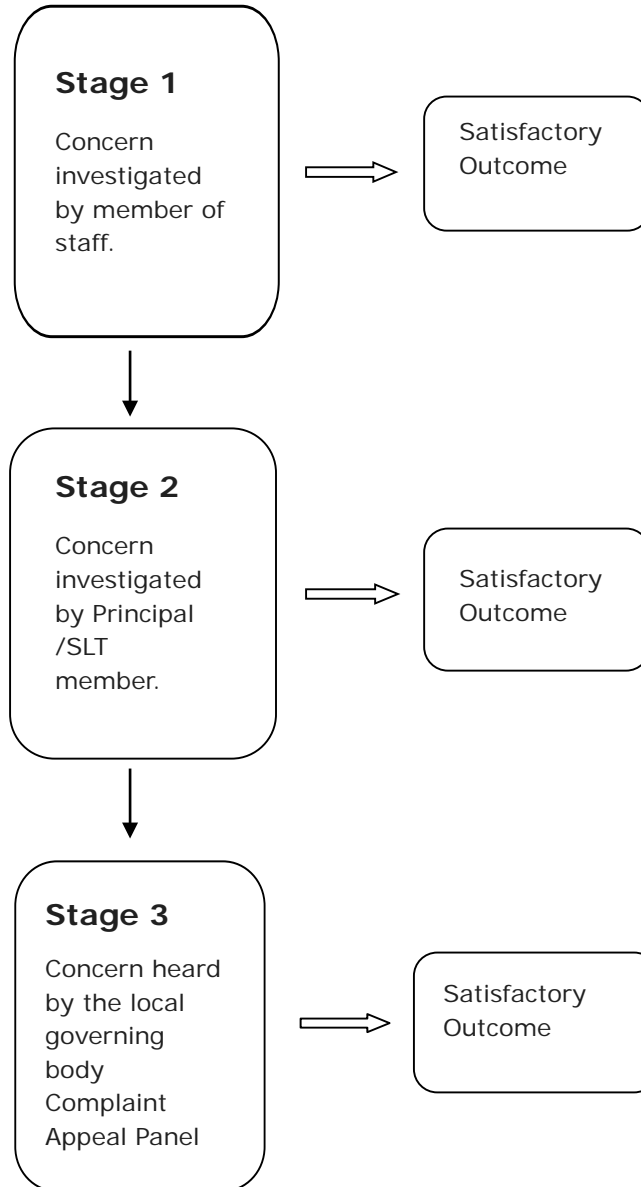 Stage 1
Concern
investigated
by member of
staff.
Satisfactory
Outcome
Stage 2
Concern
investigated
by Principal
/SLT
member.
Satisfactory
Outcome
Stage 3
Concern heard
by the local
governing
body
Complaint
Appeal Panel
Satisfactory
Outcome